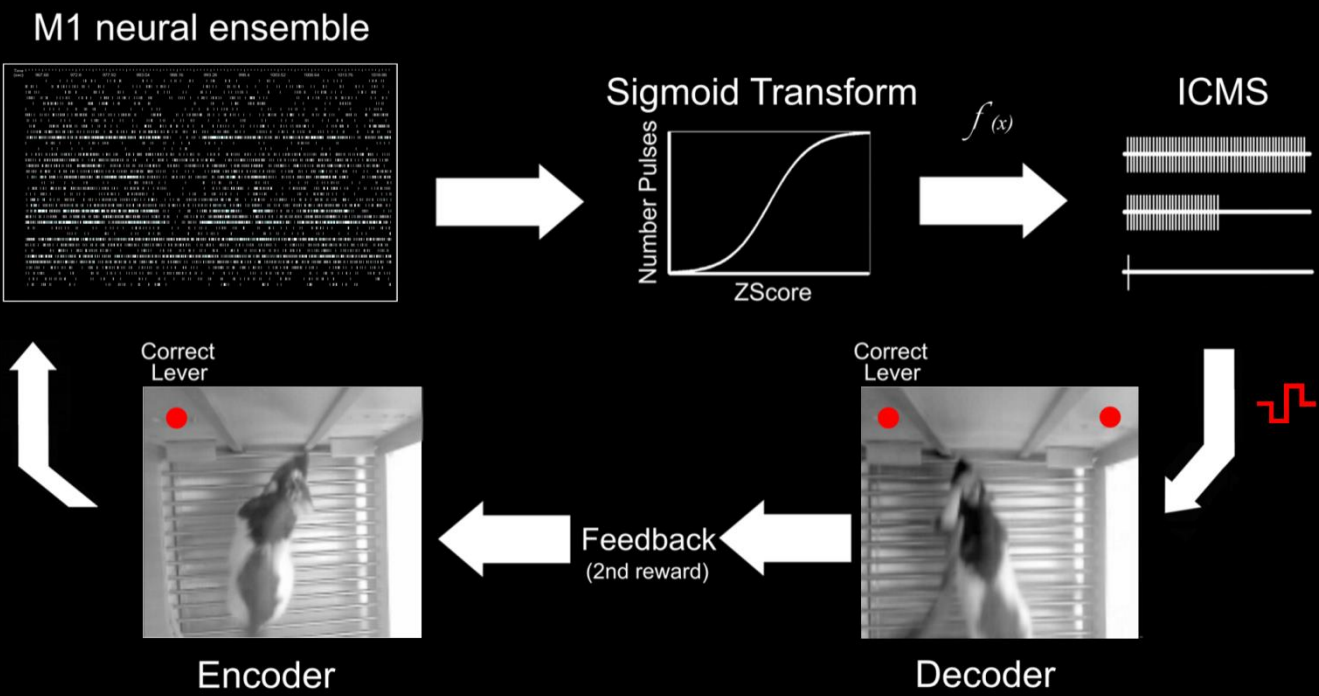 M1 neural ensemble
Sigmoid Transform
f (x)
ICMS
Number Pulses
ZScore
Correct
Lever
Correct
Lever
Feedback
(2nd reward)
Encoder
Decoder